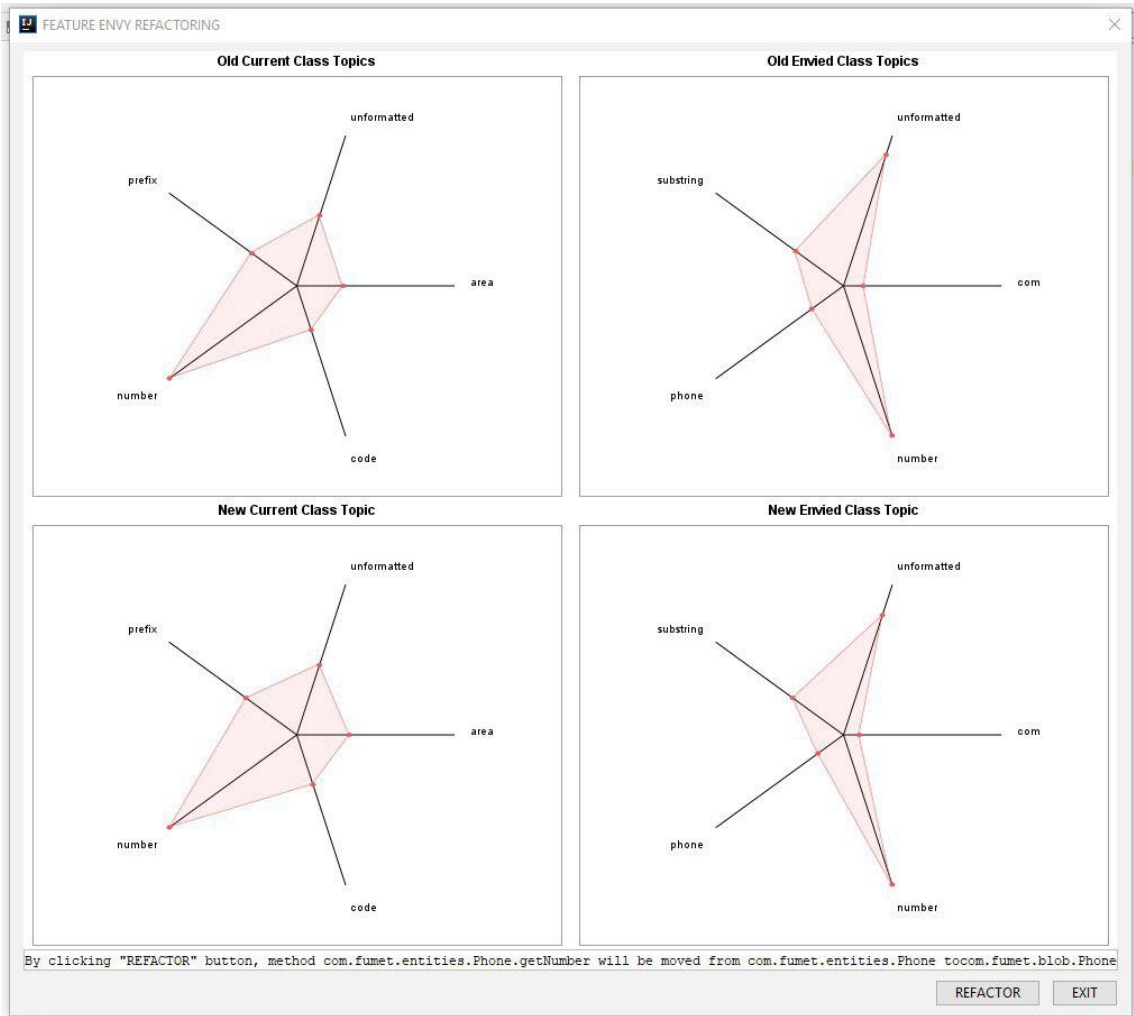 FEATURE ENVY REFACTORING
Old Current Class Topics
unformatted
prefix
area
number
code
Old Envied Class Topics
unformatted
substring
com
phone
number
New Current Class Topic
unformatted
prefix
area
number
code
New Envied Class Topic
unformatted
substring
com
phone
number
By clicking "REFACTOR" button, method com.fumet.entities.Phone.getNumber will be moved from com.fumet.entities.Phone tocom.fumet.blob.Phone
REFACTOR
EXIT